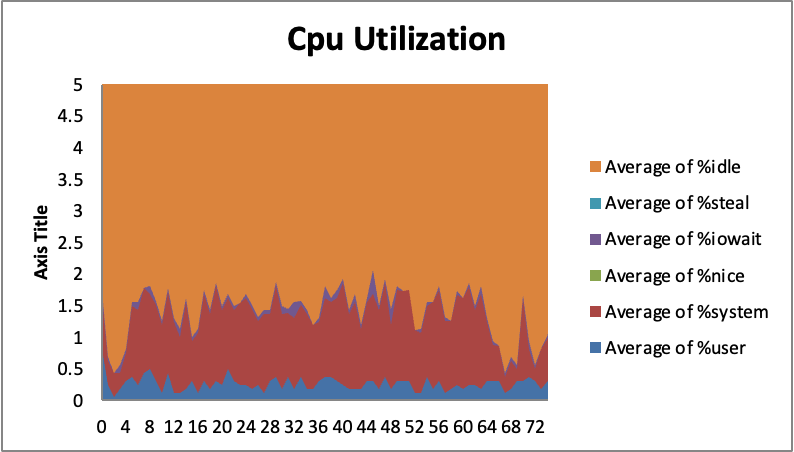 Cpu Utilization
5
4.5
4
3.5
3
2.5
2
1.5
1
0.5
0
Axis Title
0 4 8 12 16 20 24 28 32 36 40 44 48 52 56 60 64 68 72
Average of %idle
Average of %steal
Average of %iowait
Average of %nice
Average of %system
Average of %user